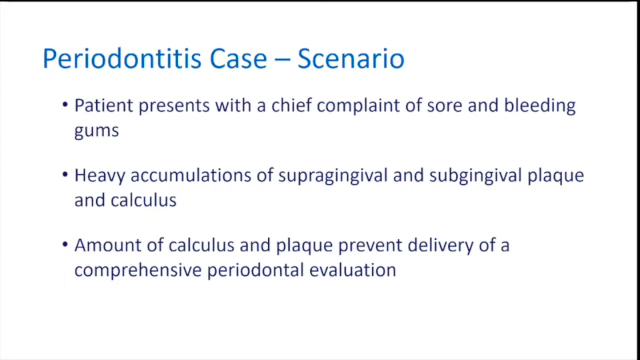 Periodontitis Case – Scenario
• Patient presents with a chief complaint of sore and bleeding
gums
• Heavy accumulations of supragingival and subgingival plaque
and calculus
• Amount of calculus and plaque prevent delivery of a
comprehensive periodontal evaluation